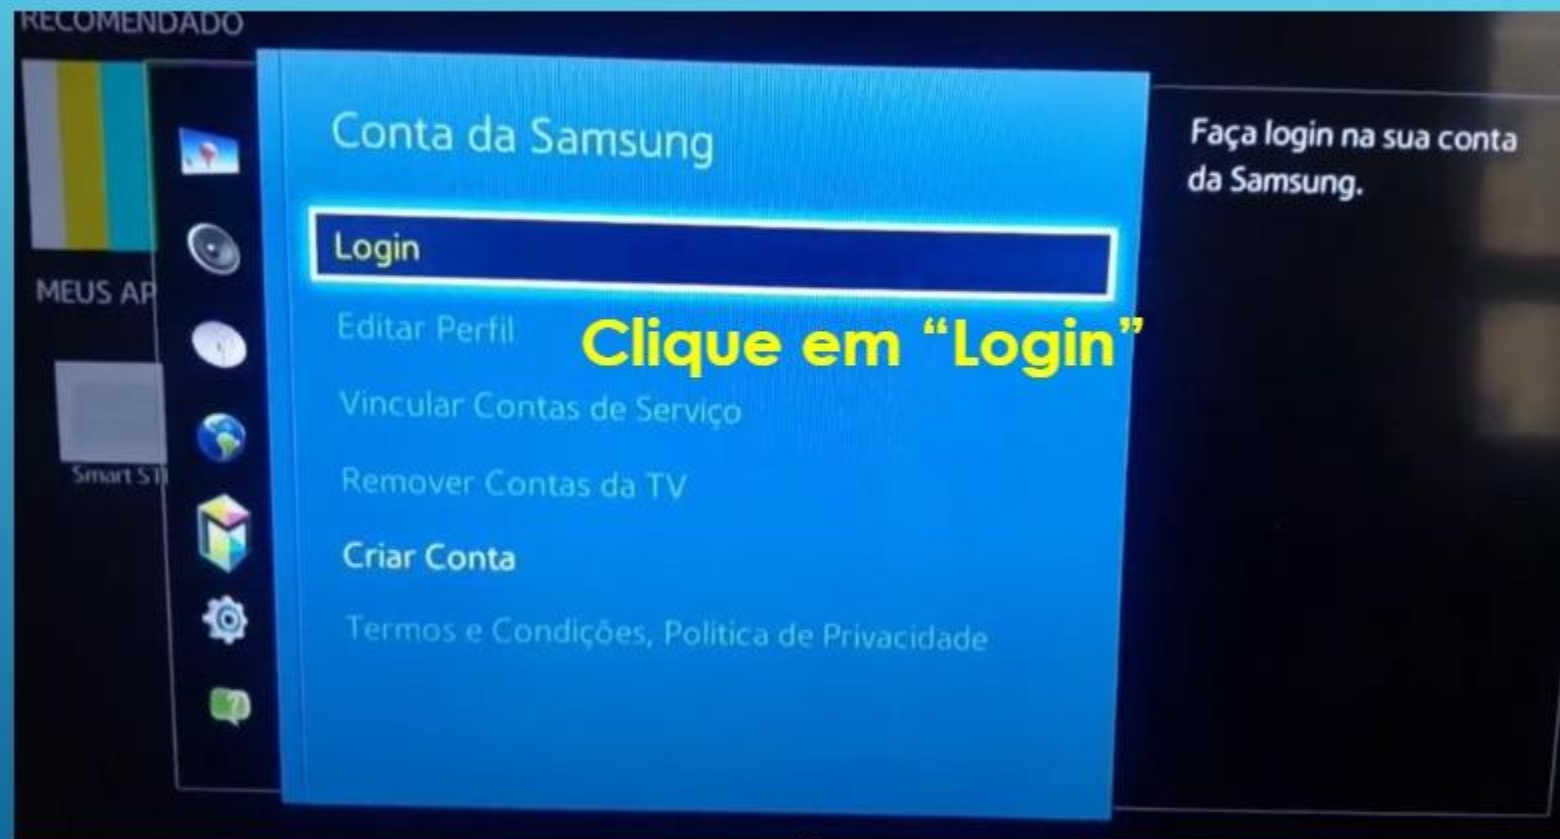 RECOMENDADO
Conta da Samsung
Faça login na sua conta
da Samsung.
Login
MEUS AP
Editar Perfil
Clique em “Login”
Vincular Contas de Serviço
Smart STI
Remover Contas da TV
Criar Conta
Termos e Condições, Política de Privacidade